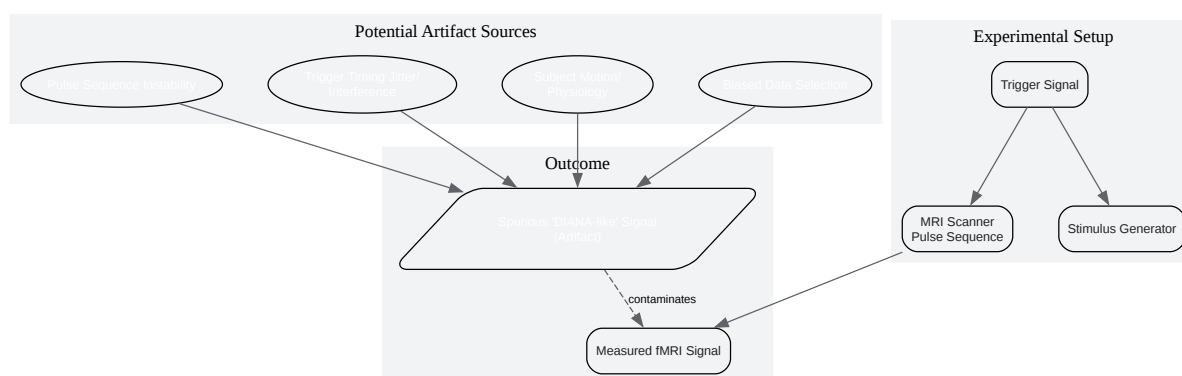 Potential Artifact Sources
Pulse Sequence Instability
Trigger Timing Jitter/
Interference
Subject Motion/
Physiology
Biased Data Selection
Experimental Setup
Trigger Signal
MRI Scanner
Pulse Sequence
Stimulus Generator
Outcome
Spurious 'DIANA-like' Signal
(Artifact)
contaminates
Measured fMRI Signal